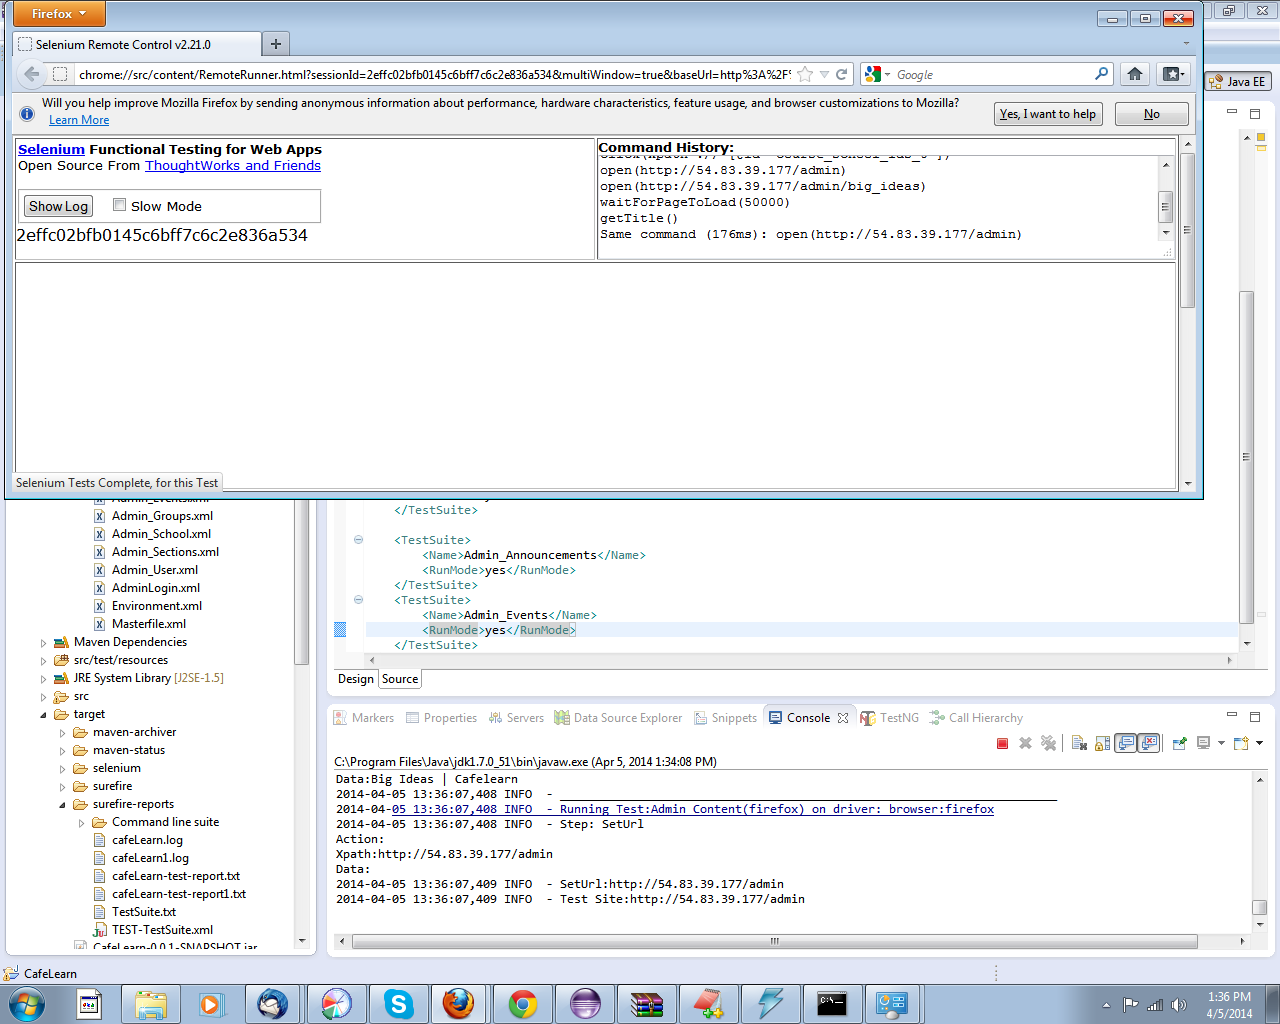 Firefox
Selenium Remote Control v2.21.0
chrome://src/content/RemoteRunner.html?sessionId=2effc02bfb0145c6bff7c6c2e836a534&multiWindow=true&baseUrl=http%3A%2F%
Google
Java EE
Will you help improve Mozilla Firefox by sending anonymous information about performance, hardware characteristics, feature usage, and browser customizations to Mozilla?
Learn More
Yes, I want to help
No
Selenium Functional Testing for Web Apps
Open Source From ThoughtWorks and Friends
Show Log
Slow Mode
2effc02bfb0145c6bff7c6c2e836a534
Command History:
open(http://54.83.39.177/admin)
open(http://54.83.39.177/admin/big_ideas)
waitForPageToLoad(50000)
getTitle()
Same command (176ms): open(http://54.83.39.177/admin)
Selenium Tests Complete, for this Test
Admin_Events.xml
Admin_Groups.xml
Admin_School.xml
Admin_Sections.xml
Admin_User.xml
AdminLogin.xml
Environment.xml
Masterfile.xml
Maven Dependencies
src/test/resources
JRE System Library [J2SE-1.5]
src
target
maven-archiver
maven-status
selenium
surefire
surefire-reports
Command line suite
cafeLearn.log
cafeLearn1.log
cafeLearn-test-report.txt
cafeLearn-test-report1.txt
TestSuite.txt
TEST-TestSuite.xml
CafeLearn-0.0.1-SNAPSHOT.jar
</TestSuite>
<TestSuite>
<Name>Admin_Announcements</Name>
<RunMode>yes</RunMode>
</TestSuite>
<TestSuite>
<Name>Admin_Events</Name>
<RunMode>yes</RunMode>
</TestSuite>
Design
Source
Markers
Properties
Servers
Data Source Explorer
Snippets
Console
TestNG
Call Hierarchy
C:\Program Files\Java\jdk1.7.0_51\bin\javaw.exe (Apr 5, 2014 1:34:08 PM)
Data:Big Ideas | Cafelearn
2014-04-05 13:36:07,408 INFO - ____________________________________________________________________
2014-04-05 13:36:07,408 INFO - Running Test:Admin Content(firefox) on driver: browser:firefox
2014-04-05 13:36:07,408 INFO - Step: SetUrl
Action:
Xpath:http://54.83.39.177/admin
Data:
2014-04-05 13:36:07,409 INFO - SetUrl:http://54.83.39.177/admin
2014-04-05 13:36:07,409 INFO - Test Site:http://54.83.39.177/admin
CafeLearn
C:\
1:36 PM
4/5/2014